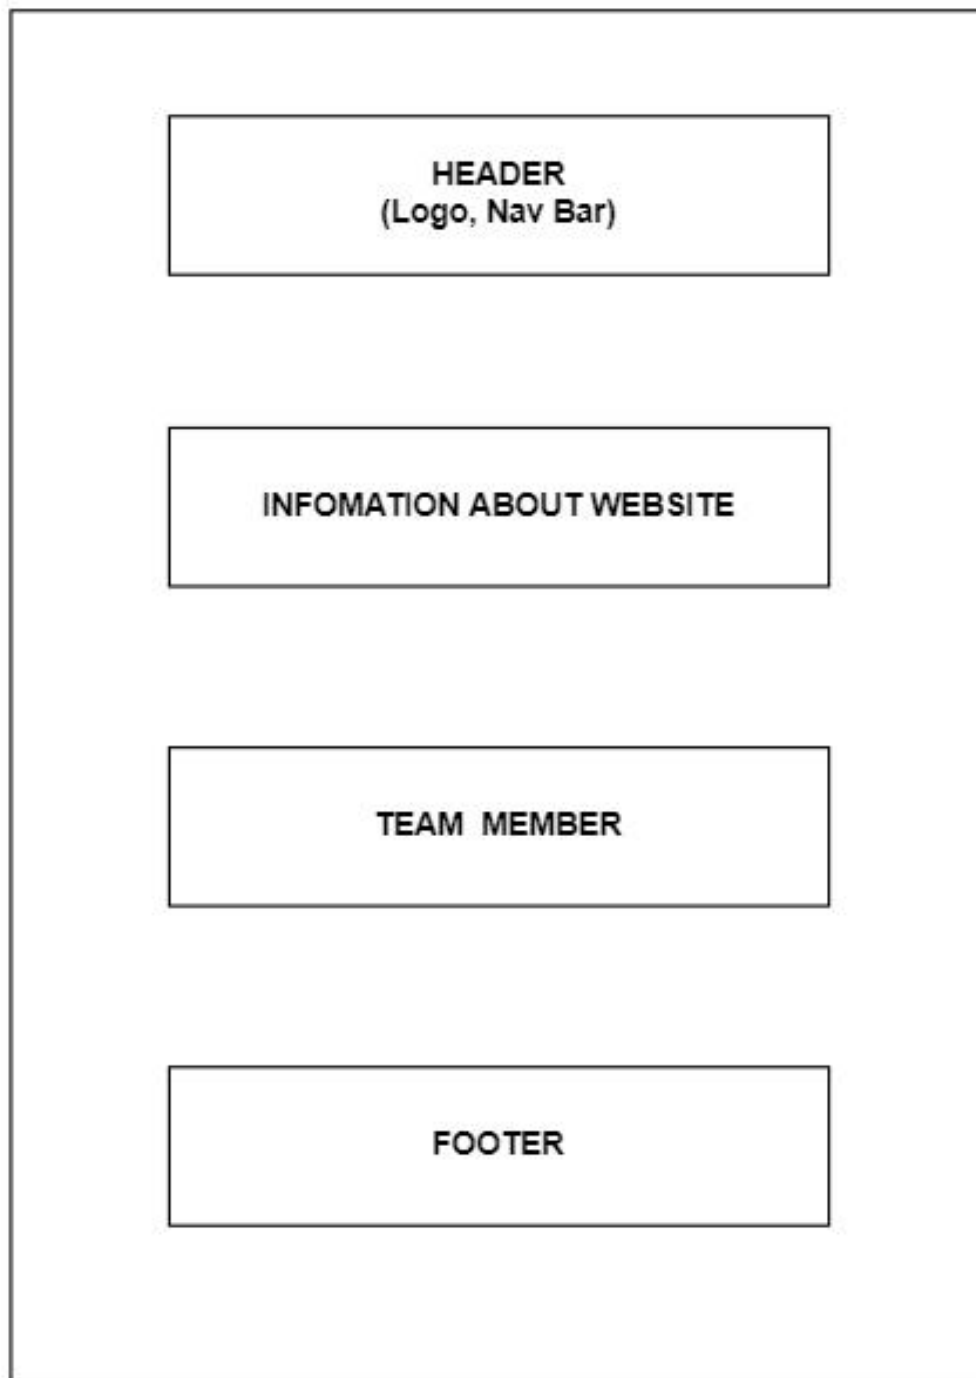 HEADER
(Logo, Nav Bar)
INFOMATION ABOUT WEBSITE
TEAM MEMBER
FOOTER